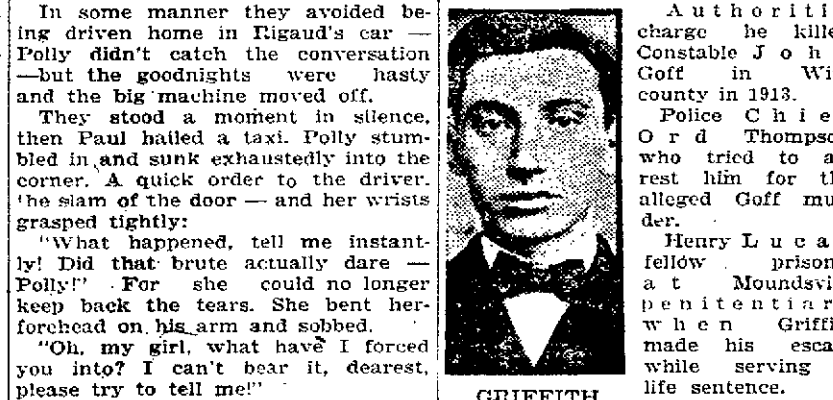 In some manner they avoided be-
ing driven home in Rigaud's car —
Polly didn't catch the conversation
—but the goodnights were hasty
and the big machine moved off.
They stood a moment in silence,
then Paul hailed a taxi. Polly stum-
bled in and sunk exhaustedly into the
corner. A quick order to the driver.
the slam of the door — and her wrists
grasped tightly:
"What happened, tell me instant-
ly! Did that brute actually dare —
Polly!" For she could no longer
keep back the tears. She bent her
forehead on his arm and sobbed.
"Oh, my girl, what have I forced
you into? I can't bear it, dearest,
please try to tell me!"
GRIFFITH
Authoriti
charge he kille
Constable Joh
Goff in Wi
county in 1913.
Police Chie
Ord Thompso
who tried to a
rest him for th
alleged Goff mu
der.
Henry Luca
fellow prison
at Moundsvi
penitentiar
when Griffi
made his esca
while serving
life sentence.